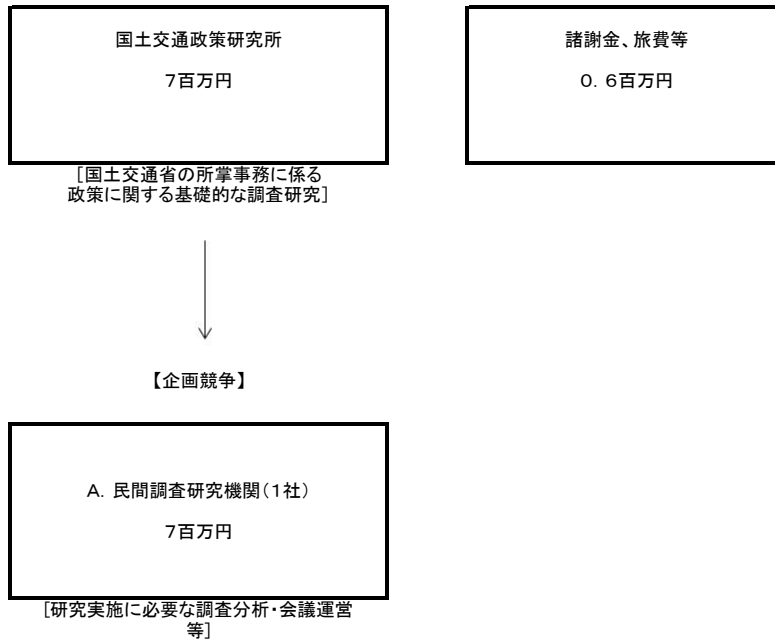 国土交通政策研究所
7百万円
[国土交通省の所掌事務に係る
政策に関する基礎的な調査研究]
諸謝金、旅費等
0．6百万円
【企画競争】
A．民間調査研究機関(1社)
7百万円
[研究実施に必要な調査分析・会議運営
等]